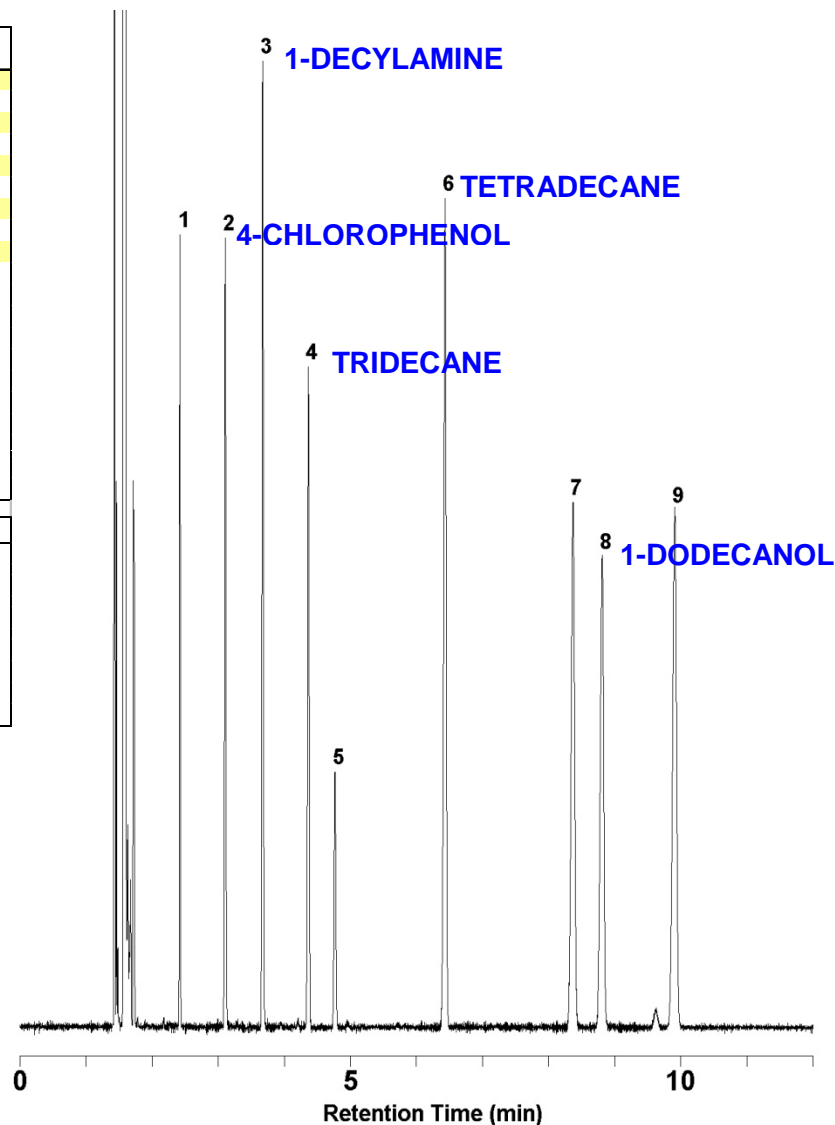 3 1-DECYLAMINE
6 TETRADECANE
1
2 4-CHLOROPHENOL
4 TRIDECANE
7
9
8 1-DODECANOL
5
0 5 10
Retention Time (min)